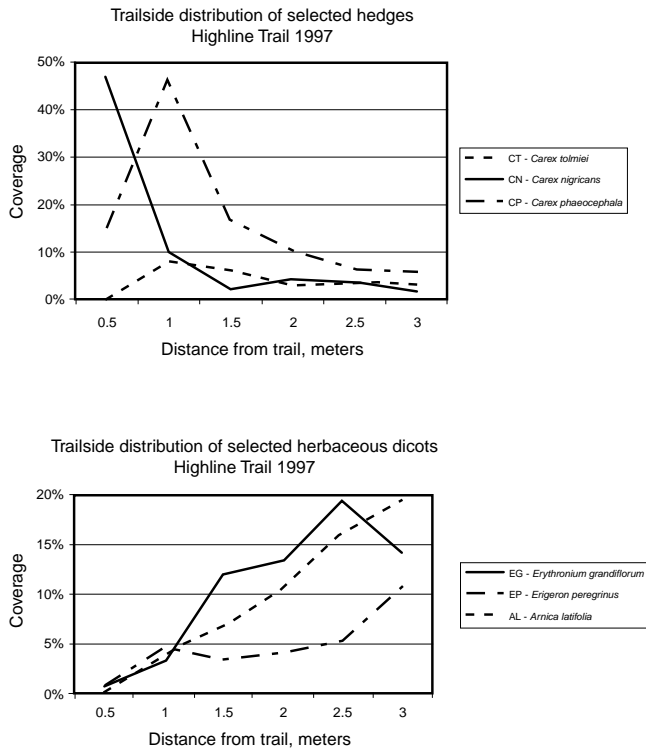 Trailside distribution of selected hedges
Highline Trail 1997
50%
40%
30%
20%
10%
0%
Coverage
0.5 1 1.5 2 2.5 3
Distance from trail, meters
CT - Carex tolmiei
CN - Carex nigricans
CP - Carex phaeocephala
Trailside distribution of selected herbaceous dicots
Highline Trail 1997
20%
15%
10%
5%
0%
Coverage
0.5 1 1.5 2 2.5 3
Distance from trail, meters
EG - Erythronium grandiflorum
EP - Erigeron peregrinus
AL - Arnica latifolia